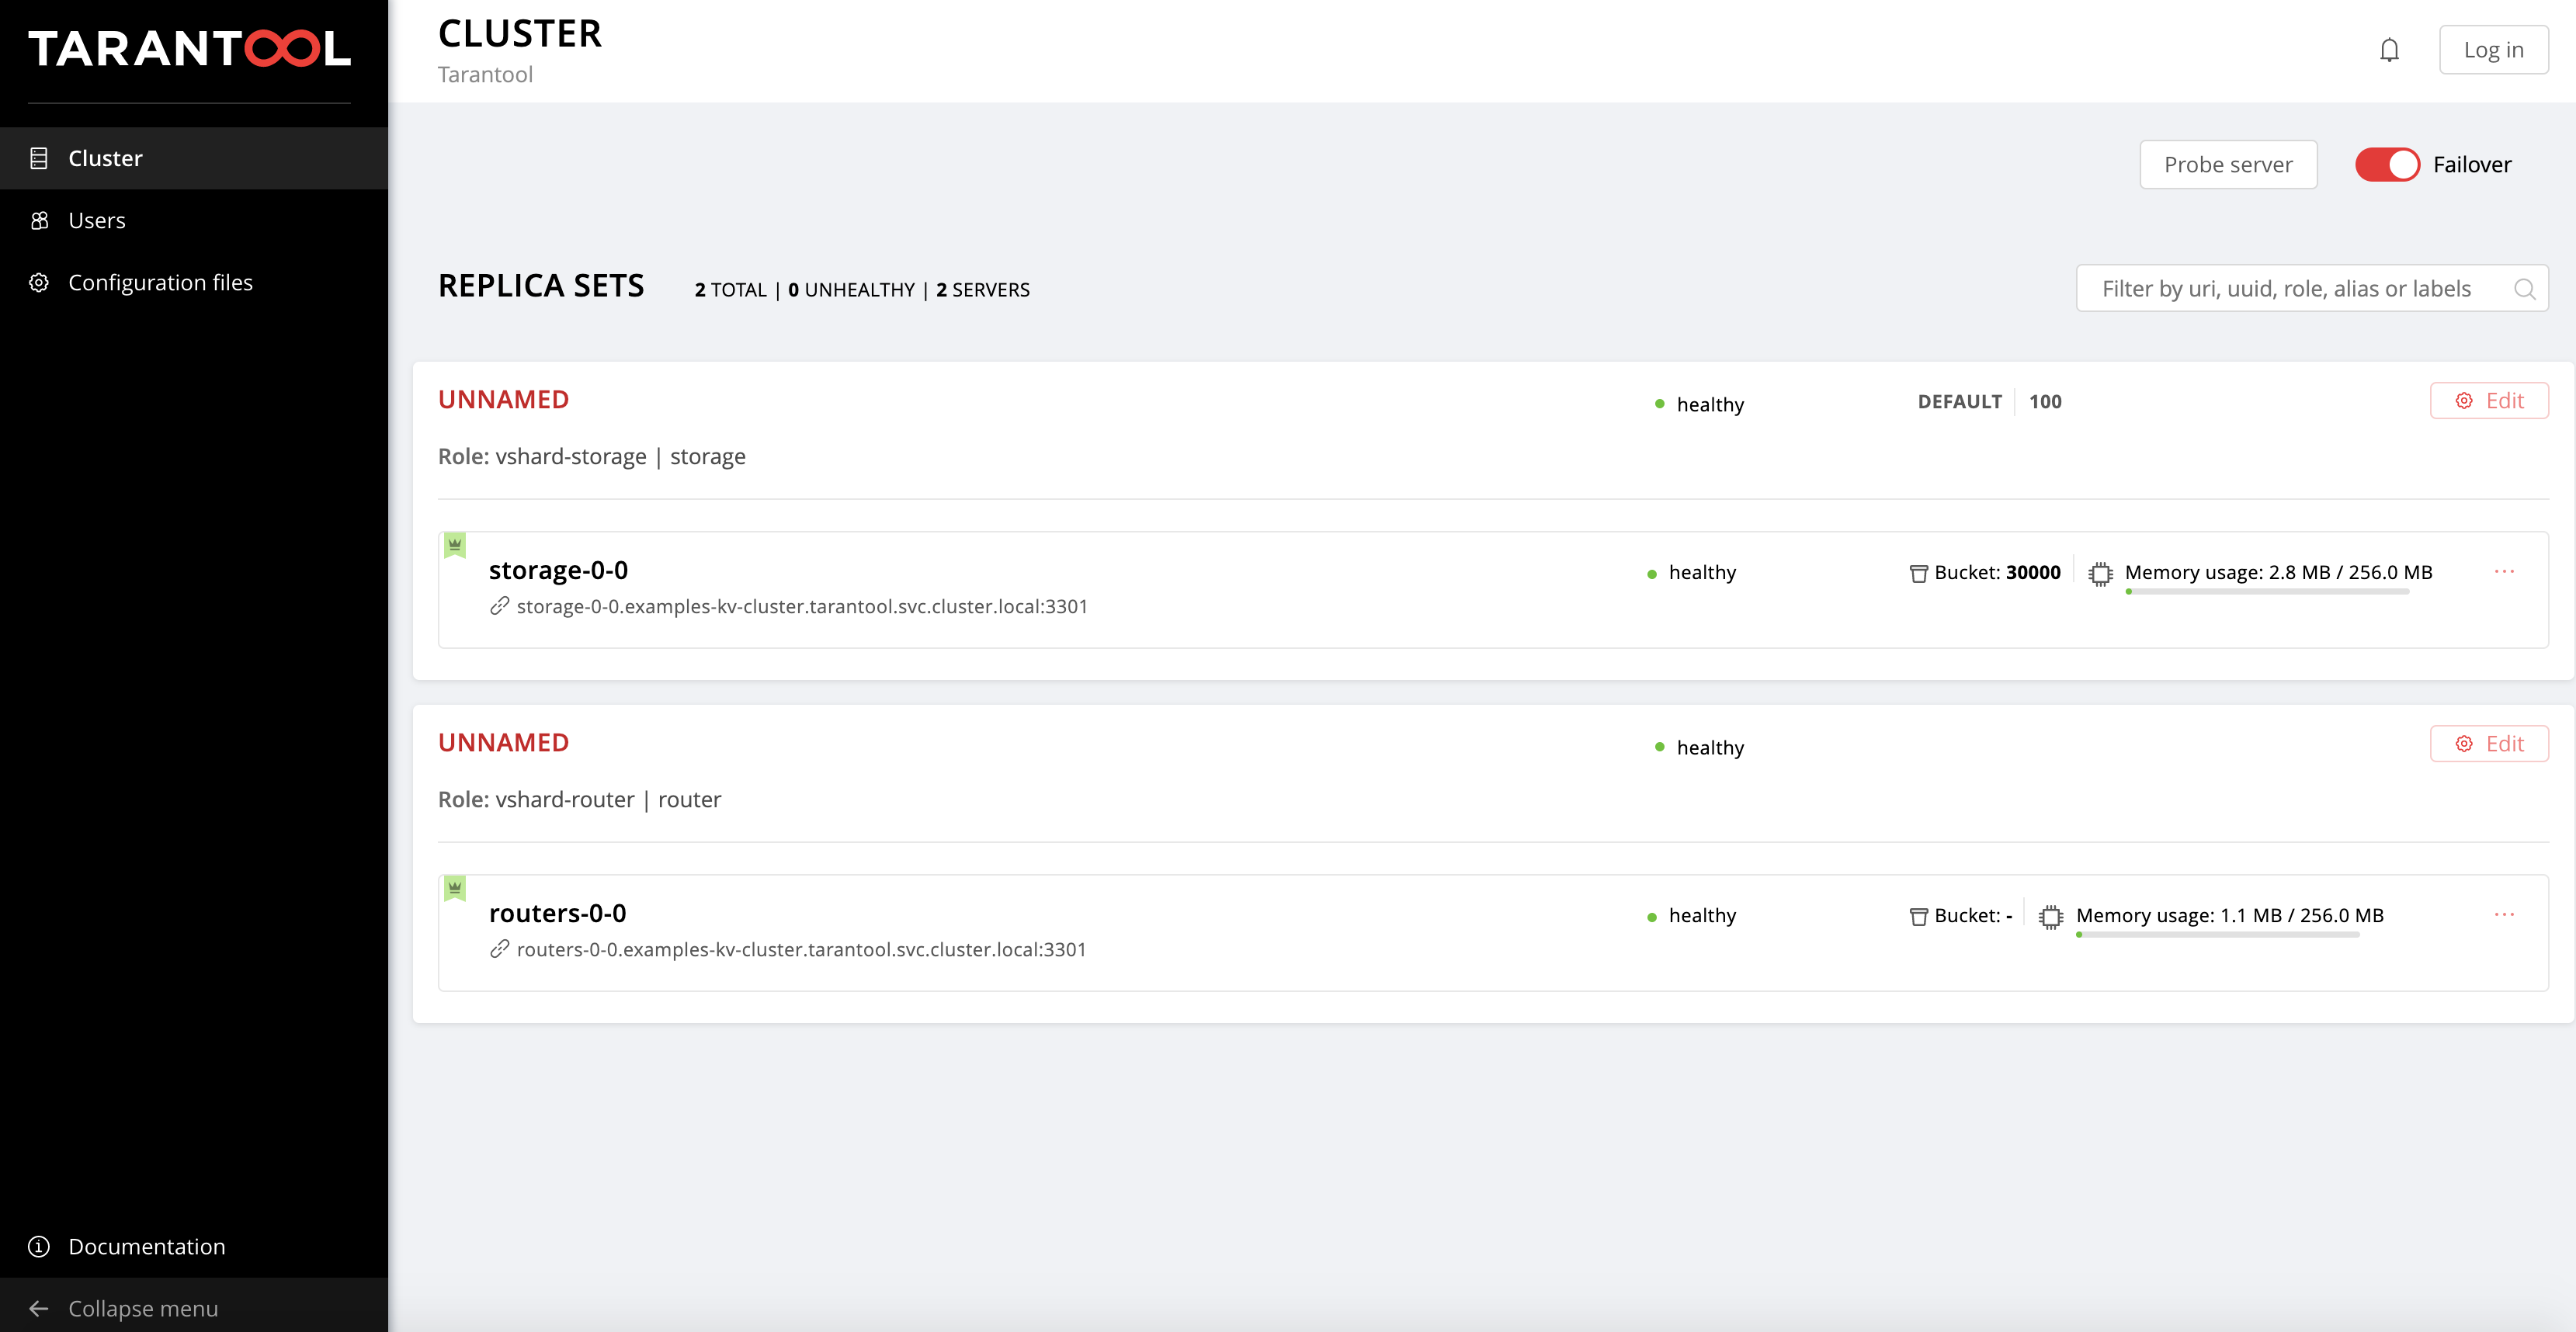 TARANTOOL
Cluster
Users
Configuration files
Documentation
Collapse menu
CLUSTER
Tarantool
Log in
Probe server
Failover
REPLICA SETS 2 TOTAL | 0 UNHEALTHY | 2 SERVERS
Filter by uri, uuid, role, alias or labels
UNNAMED healthy DEFAULT 100 Edit
Role: vshard-storage | storage
storage-0-0 healthy Bucket: 30000 Memory usage: 2.8 MB / 256.0 MB
storage-0-0.examples-kv-cluster.tarantool.svc.cluster.local:3301
UNNAMED healthy Edit
Role: vshard-router | router
routers-0-0 healthy Bucket: - Memory usage: 1.1 MB / 256.0 MB
routers-0-0.examples-kv-cluster.tarantool.svc.cluster.local:3301